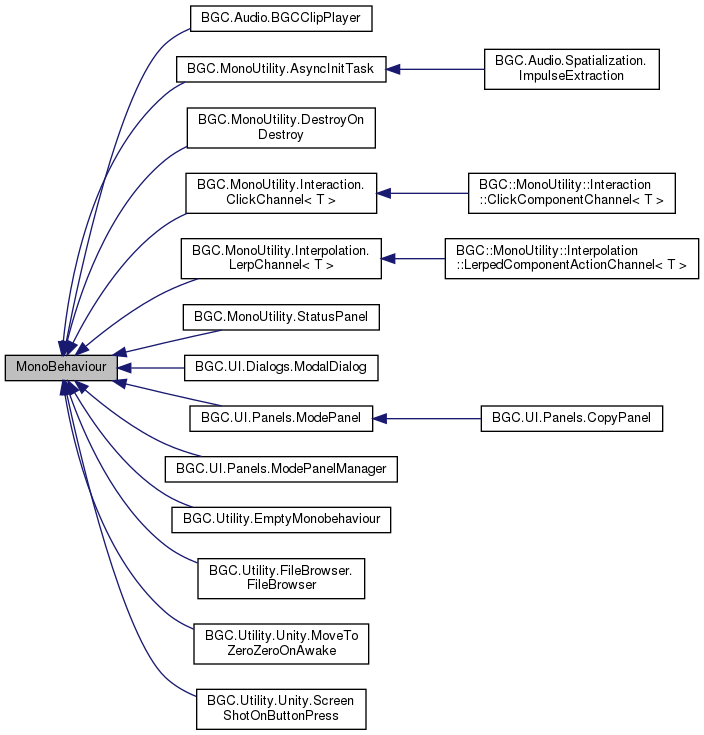 BGC.Audio.BGCClipPlayer
BGC.MonoUtility.AsyncInitTask
BGC.Audio.Spatialization.
ImpulseExtraction
BGC.MonoUtility.DestroyOn
Destroy
BGC.MonoUtility.Interaction.
ClickChannel< T >
BGC::MonoUtility::Interaction
::ClickComponentChannel< T >
BGC.MonoUtility.Interpolation.
LerpChannel< T >
BGC::MonoUtility::Interpolation
::LerpedComponentActionChannel< T >
BGC.MonoUtility.StatusPanel
MonoBehaviour
BGC.UI.Dialogs.ModalDialog
BGC.UI.Panels.ModePanel
BGC.UI.Panels.CopyPanel
BGC.UI.Panels.ModePanelManager
BGC.Utility.EmptyMonobehaviour
BGC.Utility.FileBrowser.
FileBrowser
BGC.Utility.Unity.MoveTo
ZeroZeroOnAwake
BGC.Utility.Unity.Screen
ShotOnButtonPress